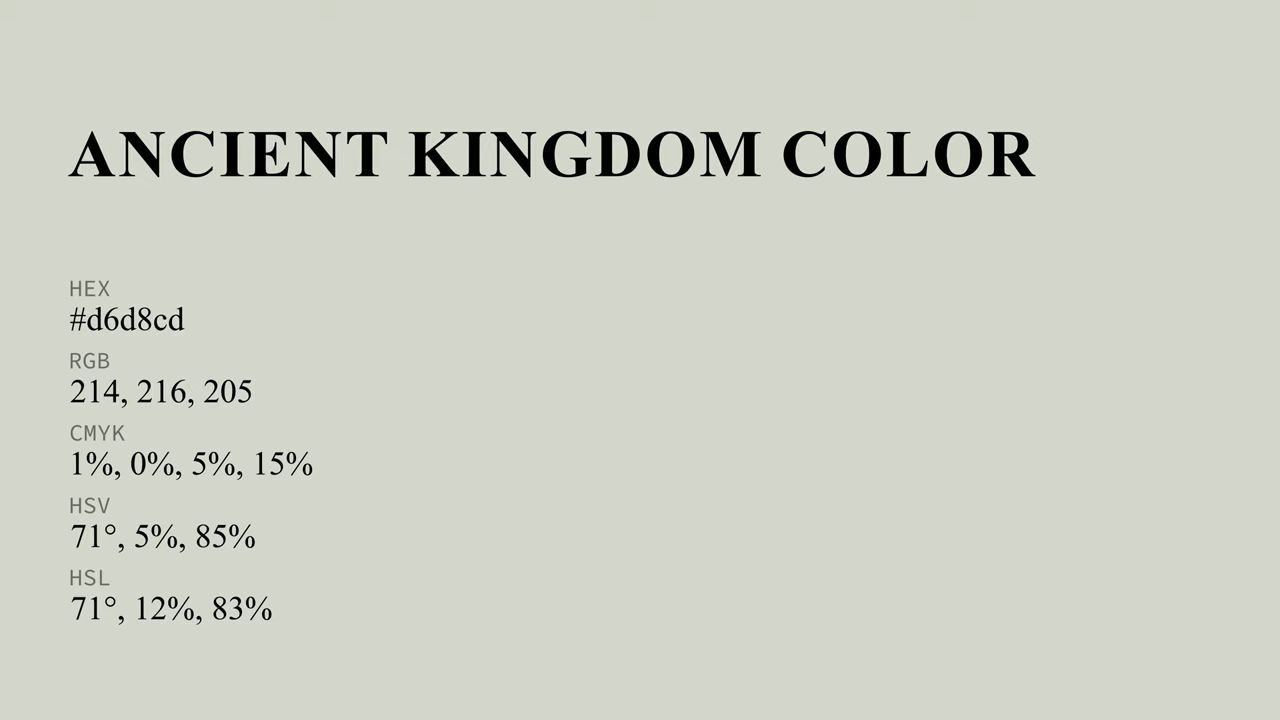 ANCIENT KINGDOM COLOR
HEX
#d6d8cd
RGB
214, 216, 205
CMYK
1%, 0%, 5%, 15%
HSV
71°, 5%, 85%
HSL
71°, 12%, 83%